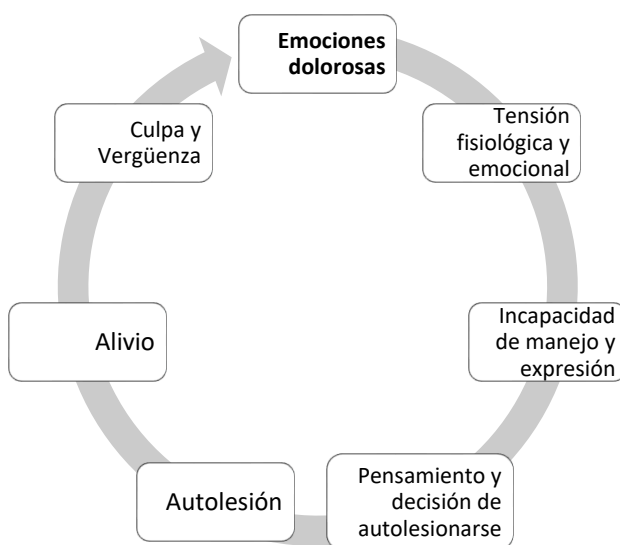 Emociones
dolorosas
Tensión
fisiológica y
emocional
Incapacidad
de manejo y
expresión
Pensamiento y
decisión de
autolesionarse
Autolesión
Alivio
Culpa y
Vergüenza